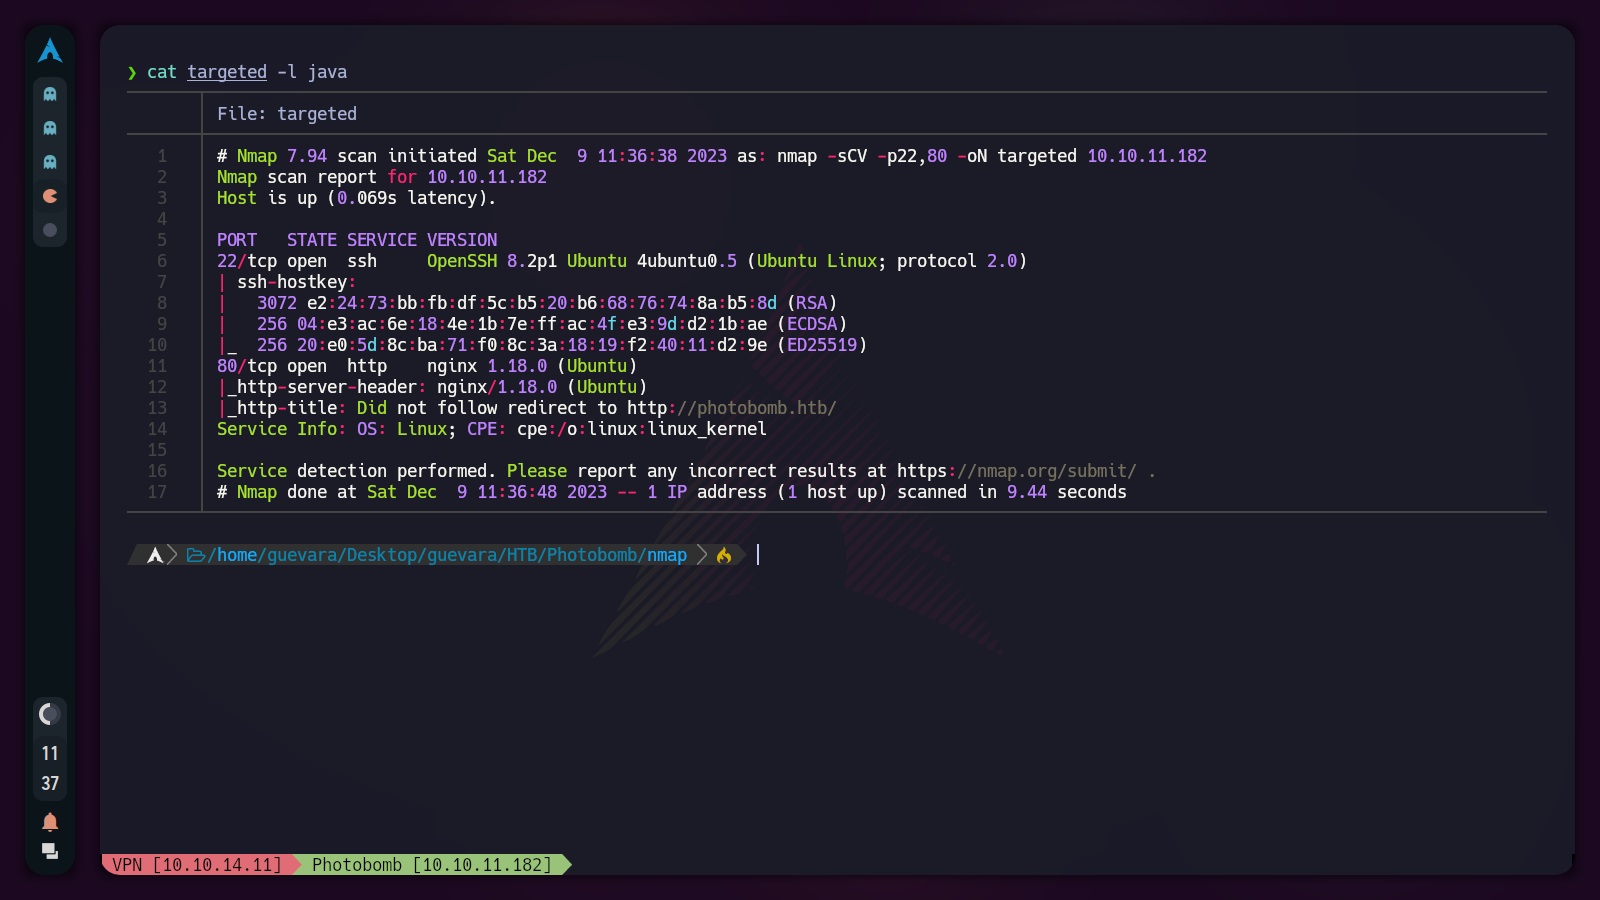 ❯ cat targeted -l java
File: targeted
1 # Nmap 7.94 scan initiated Sat Dec  9 11:36:38 2023 as: nmap -sCV -p22,80 -oN targeted 10.10.11.182
2 Nmap scan report for 10.10.11.182
3 Host is up (0.069s latency).
4
5 PORT   STATE SERVICE VERSION
6 22/tcp open  ssh     OpenSSH 8.2p1 Ubuntu 4ubuntu0.5 (Ubuntu Linux; protocol 2.0)
7 | ssh-hostkey:
8 |   3072 e2:24:73:bb:fb:df:5c:b5:20:b6:68:76:74:8a:b5:8d (RSA)
9 |   256 04:e3:ac:6e:18:4e:1b:7e:ff:ac:4f:e3:9d:d2:1b:ae (ECDSA)
10 |_  256 20:e0:5d:8c:ba:71:f0:8c:3a:18:19:f2:40:11:d2:9e (ED25519)
11 80/tcp open  http    nginx 1.18.0 (Ubuntu)
12 |_http-server-header: nginx/1.18.0 (Ubuntu)
13 |_http-title: Did not follow redirect to http://photobomb.htb/
14 Service Info: OS: Linux; CPE: cpe:/o:linux:linux_kernel
15
16 Service detection performed. Please report any incorrect results at https://nmap.org/submit/ .
17 # Nmap done at Sat Dec  9 11:36:48 2023 -- 1 IP address (1 host up) scanned in 9.44 seconds
/home/guevara/Desktop/guevara/HTB/Photobomb/nmap
11
37
VPN [10.10.14.11] Photobomb [10.10.11.182]